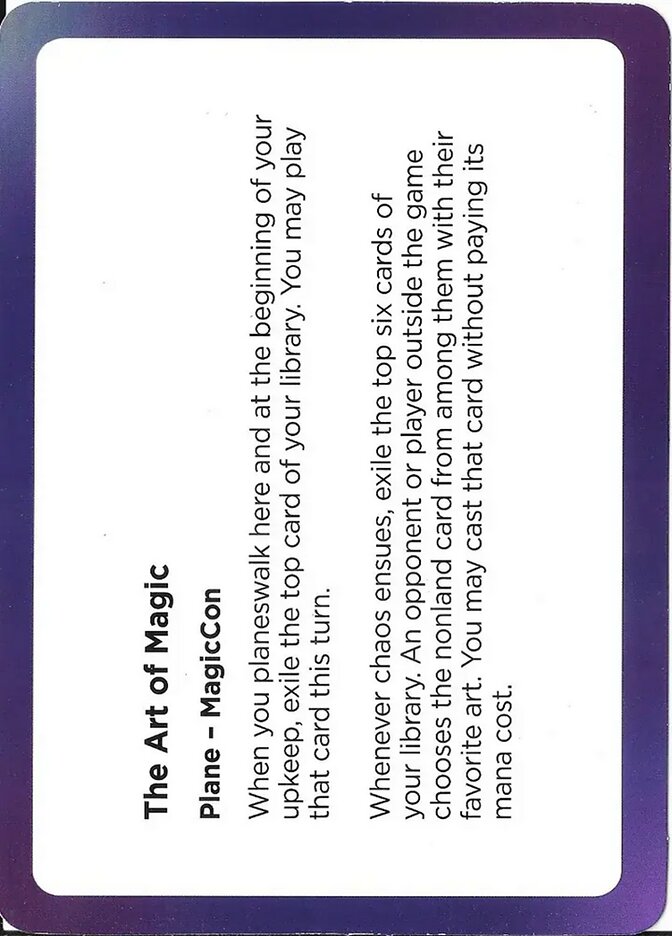 The Art of Magic
Plane – MagicCon
When you planeswalk here and at the beginning of your
upkeep, exile the top card of your library. You may play
that card this turn.
Whenever chaos ensues, exile the top six cards of
your library. An opponent or player outside the game
chooses the nonland card from among them with their
favorite art. You may cast that card without paying its
mana cost.